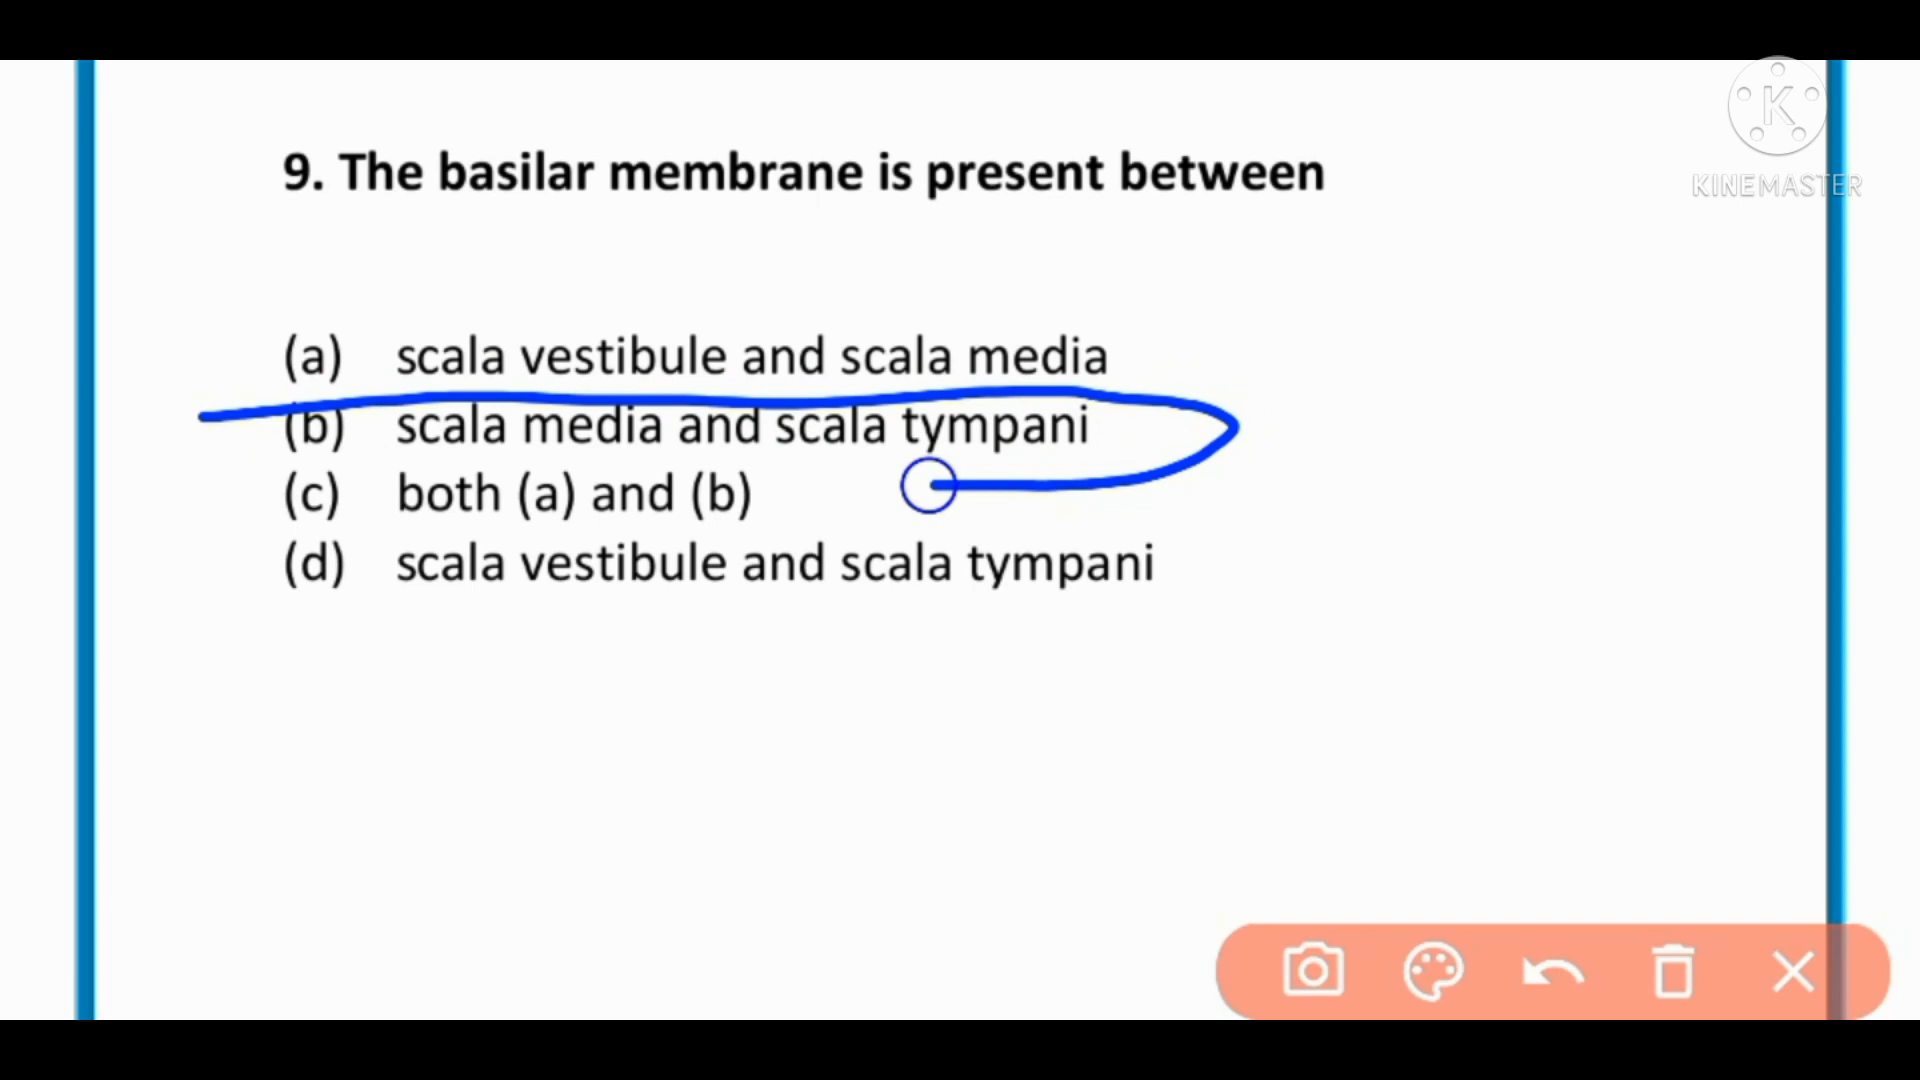 K
KINEMASTER
9. The basilar membrane is present between
(a) scala vestibule and scala media
(b) scala media and scala tympani
(c) both (a) and (b)
(d) scala vestibule and scala tympani